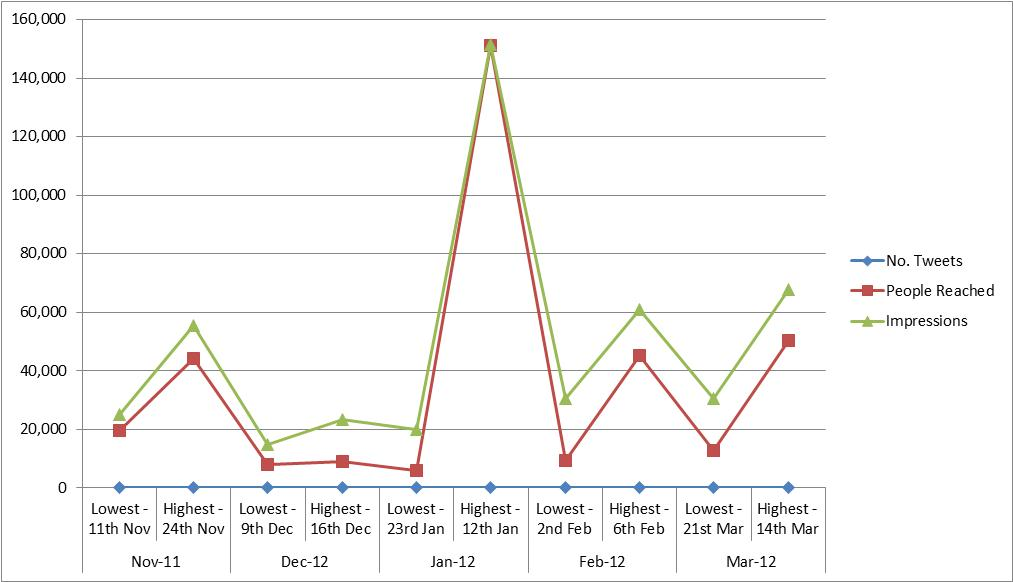 160,000
140,000
120,000
100,000
80,000
60,000
40,000
20,000
0
No. Tweets
People Reached
Impressions
Lowest - Highest - Lowest - Highest - Lowest - Highest - Lowest - Highest - Lowest - Highest -
11th Nov 24th Nov 9th Dec 16th Dec 23rd Jan 12th Jan 2nd Feb 6th Feb 21st Mar 14th Mar
Nov-11 Dec-12 Jan-12 Feb-12 Mar-12